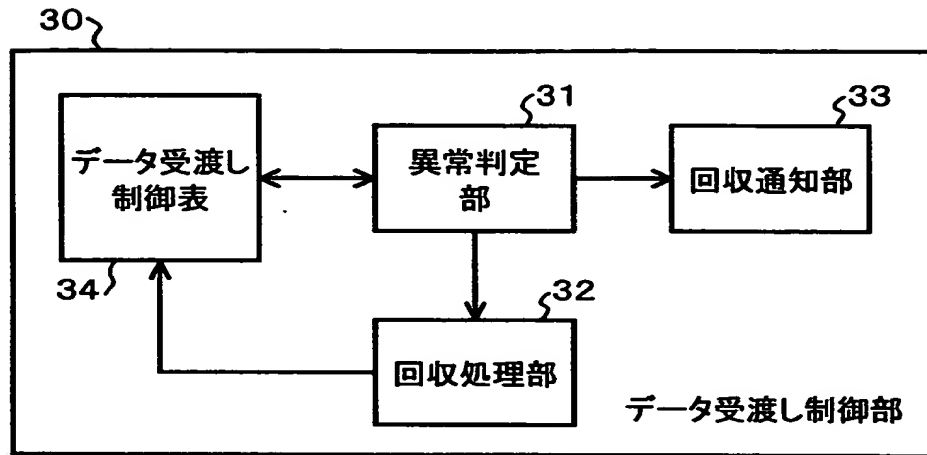 30
データ受渡し
制御表
34
31
異常判定
部
33
回収通知部
32
回収処理部
データ受渡し制御部